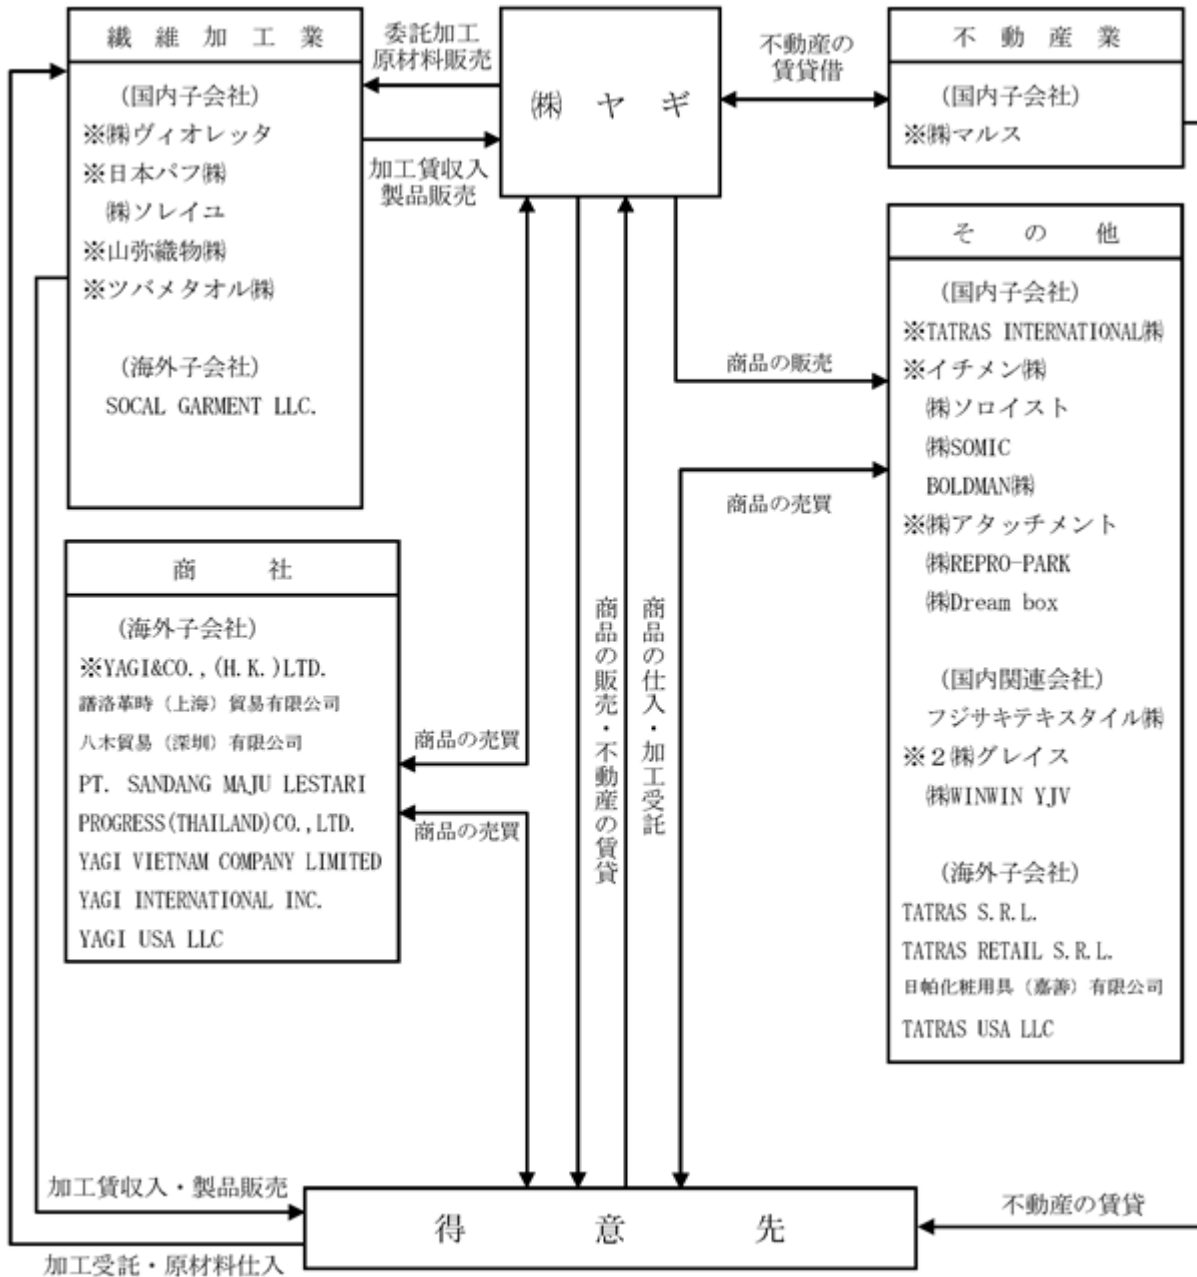 繊維加工業
(国内子会社)
※㈱ヴィオレッタ
※日本パフ㈱
㈱ソレイユ
※山弥織物㈱
※ツバメタオル㈱
(海外子会社)
SOCAL GARMENT LLC.
委託加工
原材料販売
加工賃収入
製品販売
㈱ヤギ
不動産の
賃貸借
不動産業
(国内子会社)
※㈱マルス
その他
(国内子会社)
※TATRAS INTERNATIONAL㈱
※イチメン㈱
㈱ソロイスト
㈱SOMIC
BOLDMAN㈱
※㈱アタッチメント
㈱REPRO-PARK
㈱Dream box
(国内関連会社)
フジサキテキスタイル㈱
※2㈱グレイス
㈱WINWIN YJV
(海外子会社)
TATRAS S.R.L.
TATRAS RETAIL S.R.L.
日帕化粧用具（嘉善）有限公司
TATRAS USA LLC
商品の販売
商品の売買
商社
(海外子会社)
※YAGI&CO.,(H.K.)LTD.
譜洛革時（上海）貿易有限公司
八木貿易（深圳）有限公司
PT. SANDANG MAJU LESTARI
PROGRESS(THAILAND)CO.,LTD.
YAGI VIETNAM COMPANY LIMITED
YAGI INTERNATIONAL INC.
YAGI USA LLC
商品の売買
商品の売買
商品の販売・不動産の賃貸
商品の仕入・加工受託
加工賃収入・製品販売
加工受託・原材料仕入
得意先
不動産の賃貸